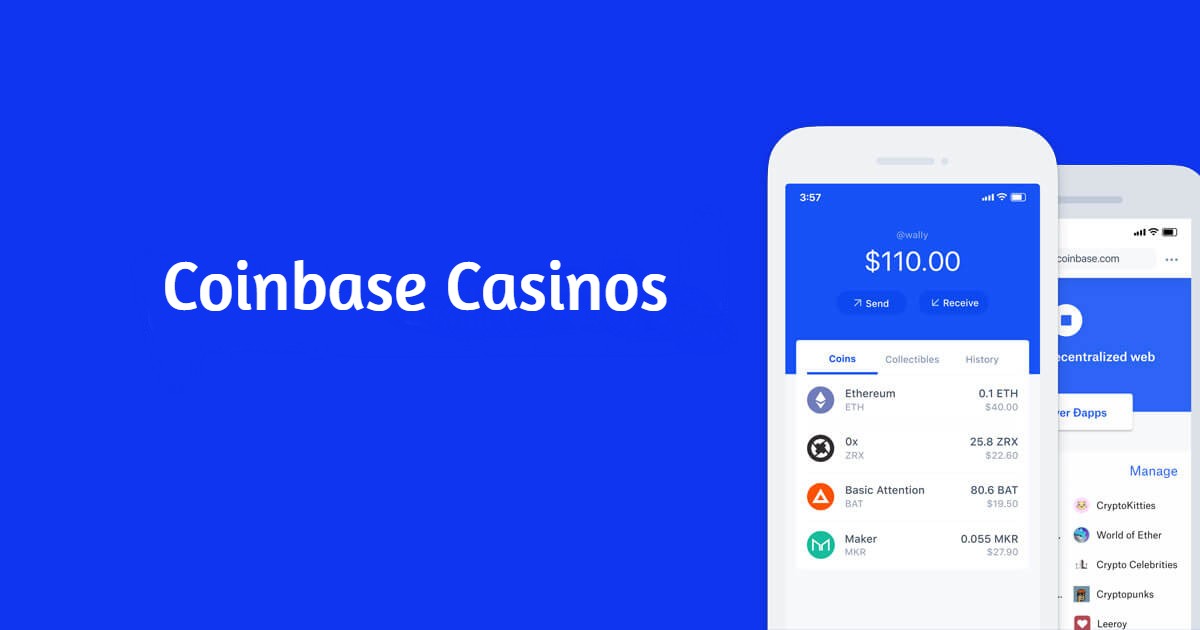 Coinbase Casinos
3:57
@wally
$110.00
Send
Receive
Coins
Collectibles
History
Ethereum
0.1 ETH
ETH
$40.00
0x
25.8 ZRX
ZRX
$22.60
Basic Attention
80.6 BAT
BAT
$19.50
Maker
0.055 MKR
MKR
$27.90
coinbase.com
ecentralized web
er Đapps
Manage
CryptoKitties
World of Ether
Crypto Celebrities
Cryptopunks
Leeroy